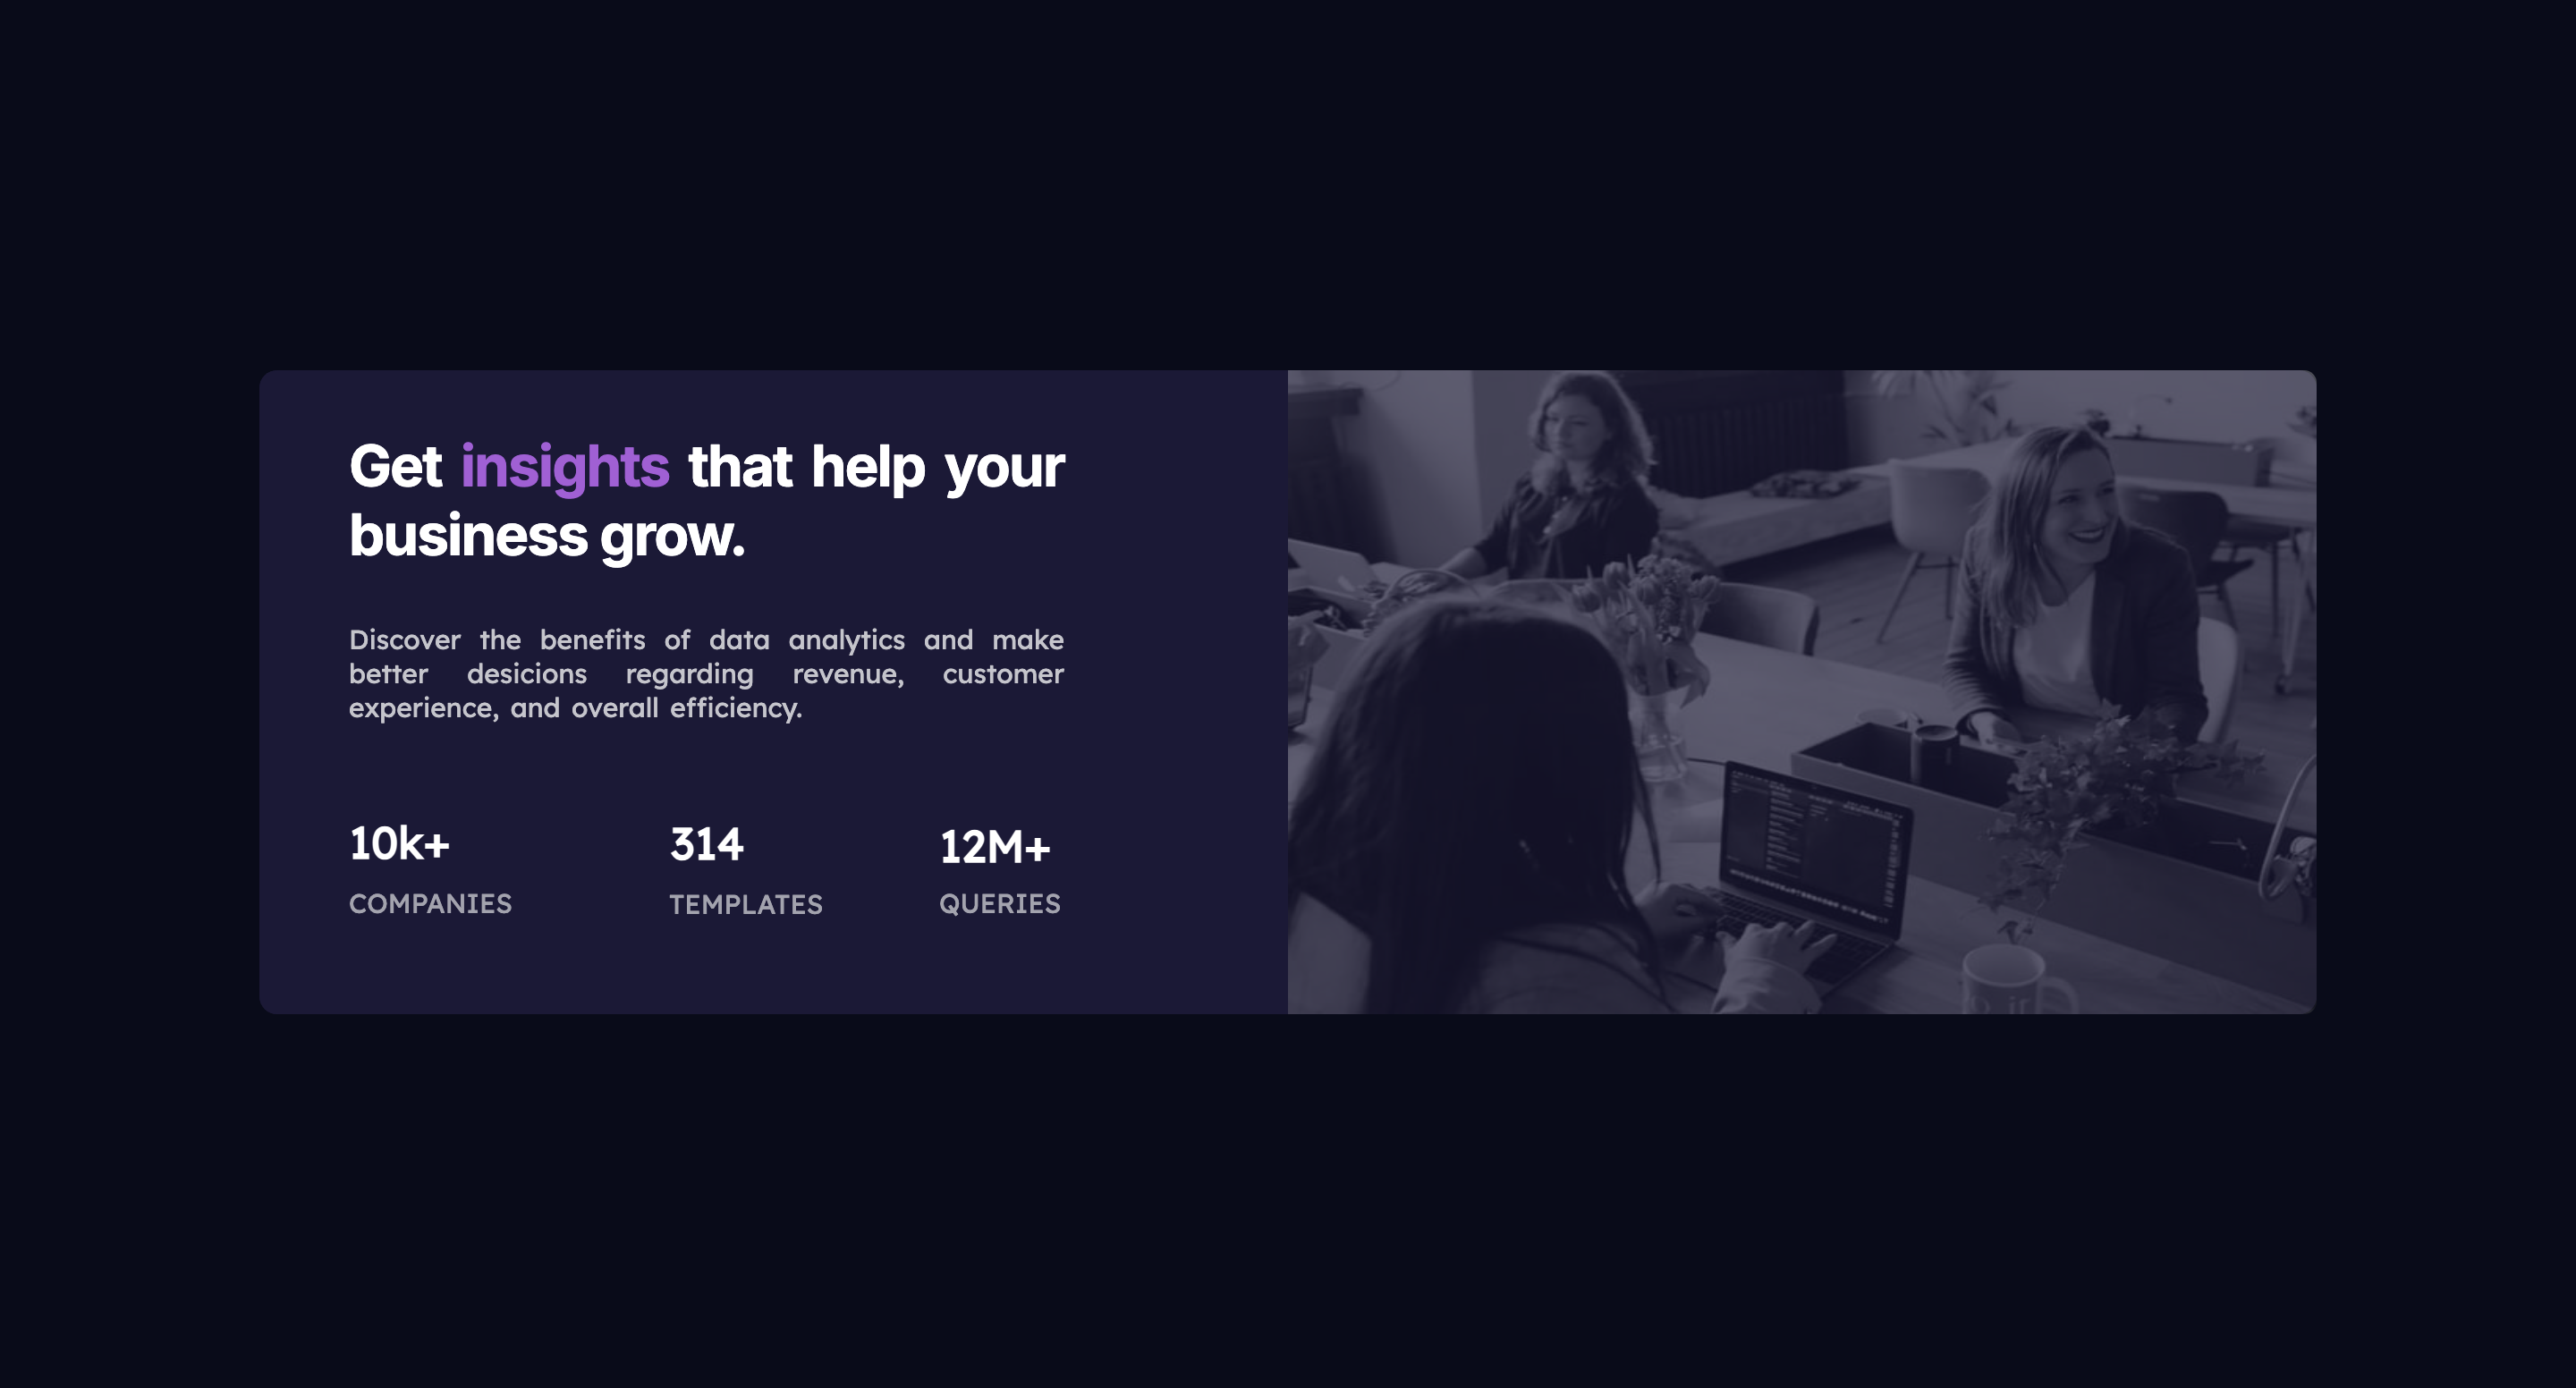 Get insights that help your
business grow.
Discover the benefits of data analytics and make
better desicions regarding revenue, customer
experience, and overall efficiency.
10k+
314
12M+
COMPANIES
TEMPLATES
QUERIES